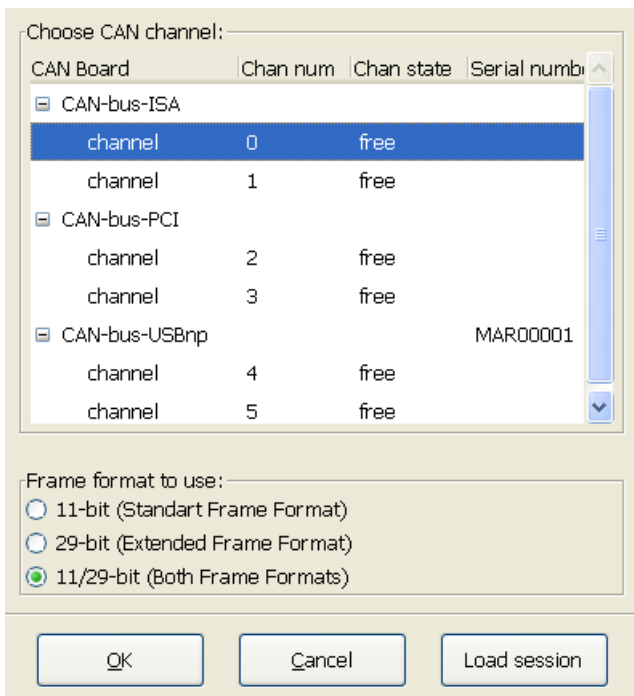 Choose CAN channel:
CAN Board Chan num Chan state Serial numb
CAN-bus-ISA
channel 0 free
channel 1 free
CAN-bus-PCI
channel 2 free
channel 3 free
CAN-bus-USBnp MAR00001
channel 4 free
channel 5 free
Frame format to use:
11-bit (Standart Frame Format)
29-bit (Extended Frame Format)
11/29-bit (Both Frame Formats)
OK Cancel Load session